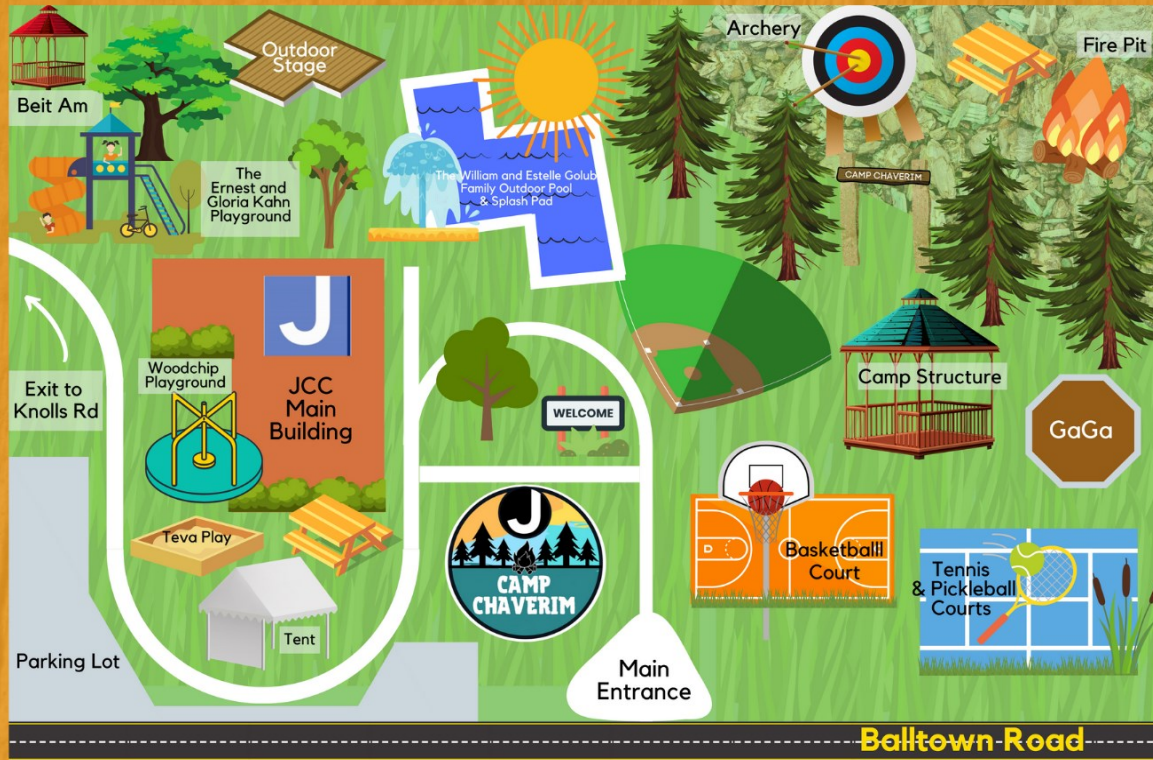 Beit Am
Outdoor
Stage
Archery
Fire Pit
The
Ernest and
Gloria Kahn
Playground
The William and Estelle Golub
Family Outdoor Pool
& Splash Pad
CAMP CHAVERIM
Exit to
Knolls Rd
J
Woodchip
Playground
JCC
Main
Building
WELCOME
Camp Structure
GaGa
Teva Play
Tent
J
CAMP
CHAVERIM
Basketballl
Court
Tennis
& Pickleball
Courts
Parking Lot
Main
Entrance
Balltown Road